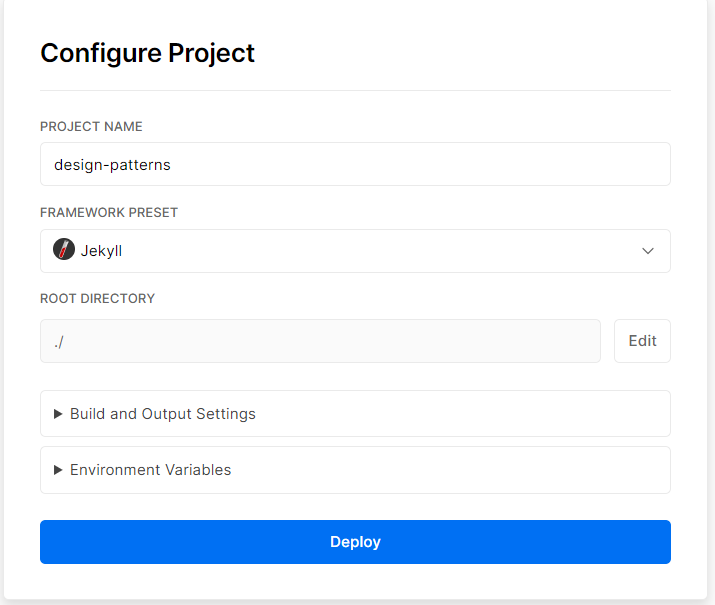 Configure Project
PROJECT NAME
design-patterns
FRAMEWORK PRESET
Jekyll
ROOT DIRECTORY
./
Edit
Build and Output Settings
Environment Variables
Deploy